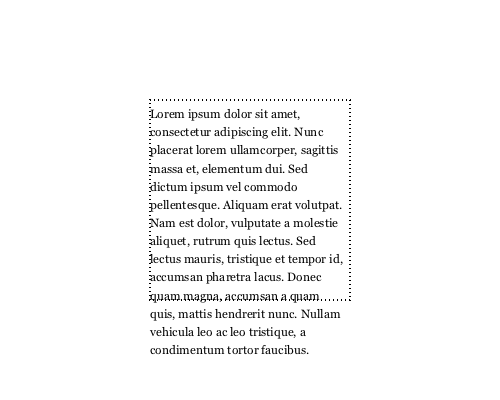 Lorem ipsum dolor sit amet,
consectetur adipiscing elit. Nunc
placerat lorem ullamcorper, sagittis
massa et, elementum dui. Sed
dictum ipsum vel commodo
pellentesque. Aliquam erat volutpat.
Nam est dolor, vulputate a molestie
aliquet, rutrum quis lectus. Sed
lectus mauris, tristique et tempor id,
accumsan pharetra lacus. Donec
quam magna, accumsan a quam
quis, mattis hendrerit nunc. Nullam
vehicula leo ac leo tristique, a
condimentum tortor faucibus.